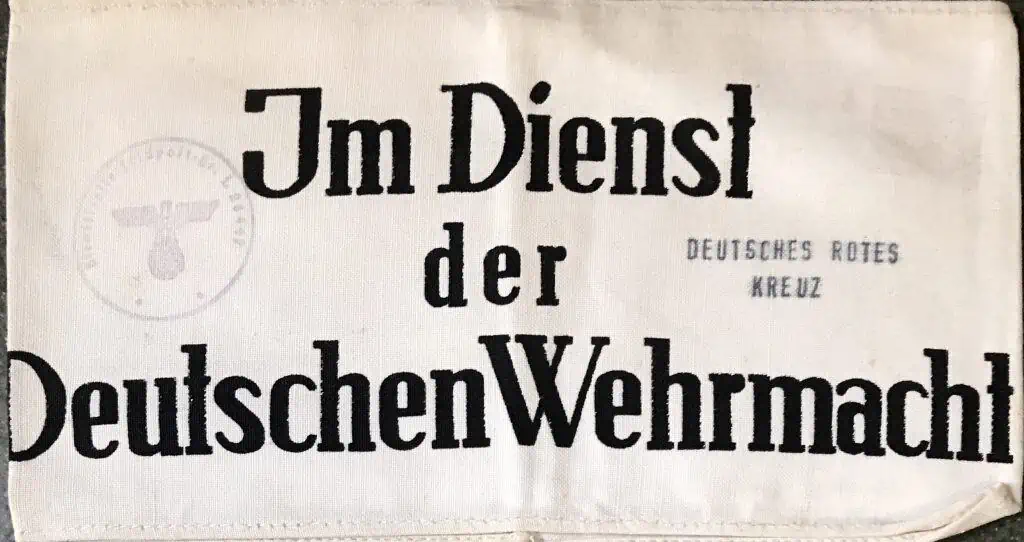 Im Dienst
der
Deutschen Wehrmacht
DEUTSCHES ROTES
KREUZ